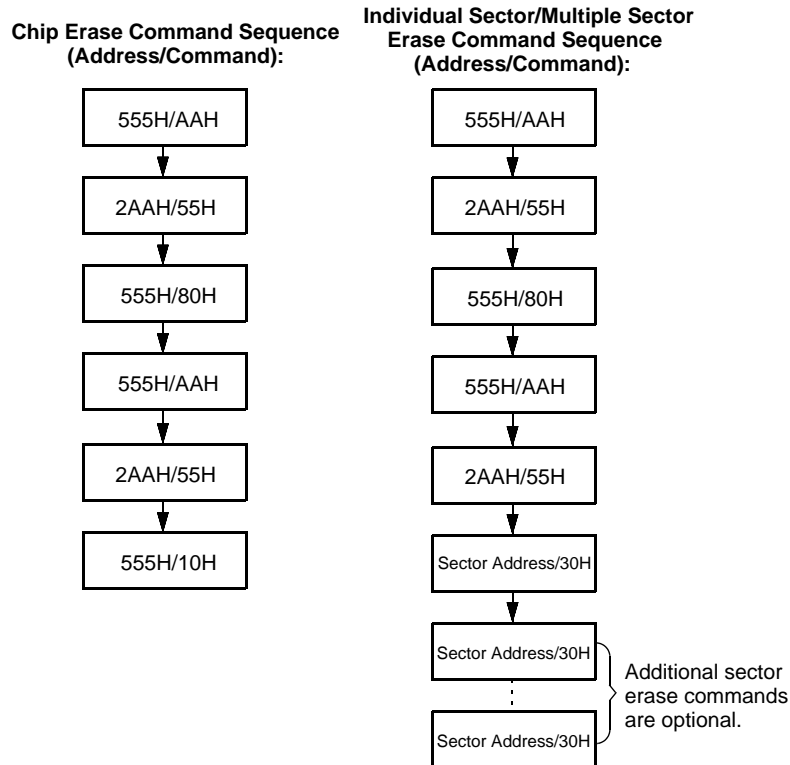 Chip Erase Command Sequence
(Address/Command):
555H/AAH
2AAH/55H
555H/80H
555H/AAH
2AAH/55H
555H/10H
Individual Sector/Multiple Sector
Erase Command Sequence
(Address/Command):
555H/AAH
2AAH/55H
555H/80H
555H/AAH
2AAH/55H
Sector Address/30H
Sector Address/30H
Sector Address/30H
Additional sector
erase commands
are optional.